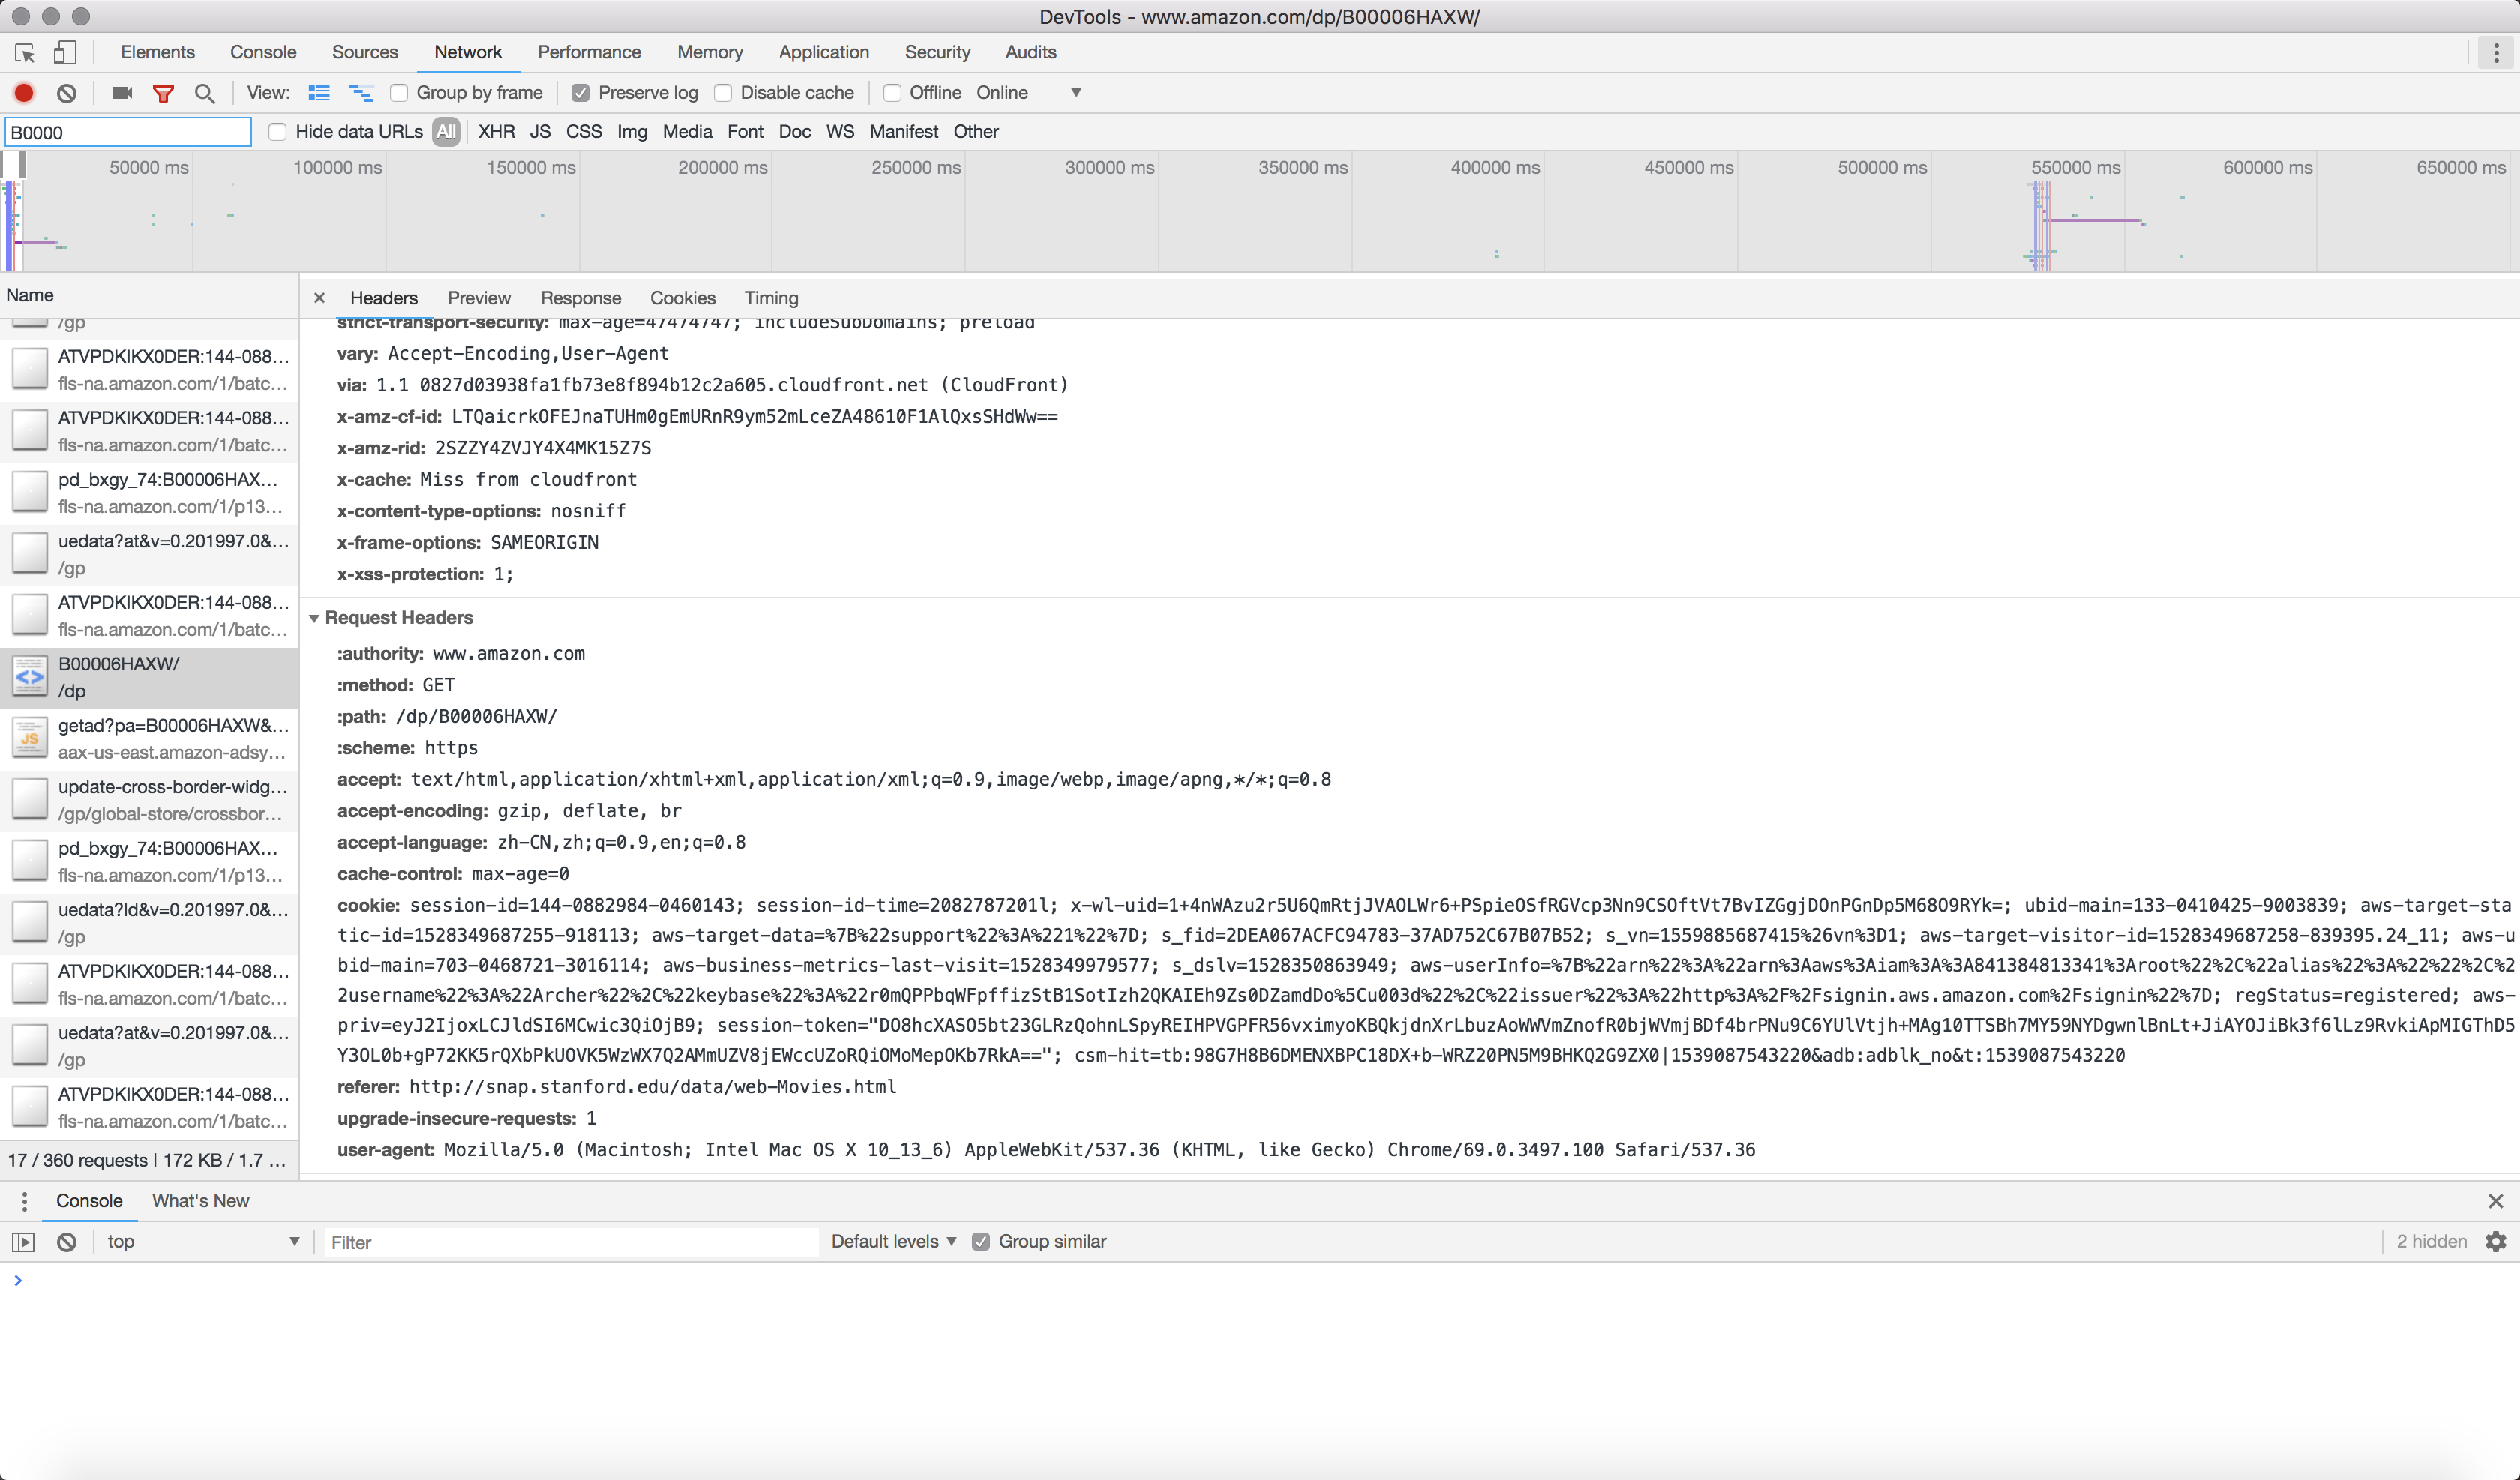 DevTools - www.amazon.com/dp/B00006HAXW/
Elements Console Sources Network Performance Memory Application Security Audits
View: Group by frame Preserve log Disable cache Offline Online
B0000 Hide data URLs All XHR JS CSS Img Media Font Doc WS Manifest Other
50000 ms 100000 ms 150000 ms 200000 ms 250000 ms 300000 ms 350000 ms 400000 ms 450000 ms 500000 ms 550000 ms 600000 ms 650000 ms
Name
/gp
ATVPDKIKX0DER:144-088...
fls-na.amazon.com/1/batc...
ATVPDKIKX0DER:144-088...
fls-na.amazon.com/1/batc...
pd_bxgy_74:B00006HAX...
fls-na.amazon.com/1/p13...
uedata?at&v=0.201997.0&...
/gp
ATVPDKIKX0DER:144-088...
fls-na.amazon.com/1/batc...
B00006HAXW/
/dp
getad?pa=B00006HAXW&...
JS
aax-us-east.amazon-adsy...
update-cross-border-widg...
/gp/global-store/crossbor...
pd_bxgy_74:B00006HAX...
fls-na.amazon.com/1/p13...
uedata?ld&v=0.201997.0&...
/gp
ATVPDKIKX0DER:144-088...
fls-na.amazon.com/1/batc...
uedata?at&v=0.201997.0&...
/gp
ATVPDKIKX0DER:144-088...
fls-na.amazon.com/1/batc...
17 / 360 requests | 172 KB / 1.7 ...
Headers Preview Response Cookies Timing
strict-transport-security: max-age=47474747; includeSubDomains; preload
vary: Accept-Encoding,User-Agent
via: 1.1 0827d03938fa1fb73e8f894b12c2a605.cloudfront.net (CloudFront)
x-amz-cf-id: LTQaicrkOFEJnaTUHm0gEmURnR9ym52mLceZA48610F1AlQxsSHdWw==
x-amz-rid: 2SZZY4ZVJY4X4MK15Z7S
x-cache: Miss from cloudfront
x-content-type-options: nosniff
x-frame-options: SAMEORIGIN
x-xss-protection: 1;
Request Headers
:authority: www.amazon.com
:method: GET
:path: /dp/B00006HAXW/
:scheme: https
accept: text/html,application/xhtml+xml,application/xml;q=0.9,image/webp,image/apng,*/*;q=0.8
accept-encoding: gzip, deflate, br
accept-language: zh-CN,zh;q=0.9,en;q=0.8
cache-control: max-age=0
cookie: session-id=144-0882984-0460143; session-id-time=2082787201l; x-wl-uid=1+4nWAzu2r5U6QmRtjJVAOLWr6+PSpieOSfRGVcp3Nn9CSOftVt7BvIZGgjDOnPGnDp5M68O9RYk=; ubid-main=133-0410425-9003839; aws-target-sta
tic-id=1528349687255-918113; aws-target-data=%7B%22support%22%3A%221%22%7D; s_fid=2DEA067ACFC94783-37AD752C67B07B52; s_vn=1559885687415%26vn%3D1; aws-target-visitor-id=1528349687258-839395.24_11; aws-u
bid-main=703-0468721-3016114; aws-business-metrics-last-visit=1528349979577; s_dslv=1528350863949; aws-userInfo=%7B%22arn%22%3A%22arn%3Aaws%3Aiam%3A%3A841384813341%3Aroot%22%2C%22alias%22%3A%22%22%2C%2
2username%22%3A%22Archer%22%2C%22keybase%22%3A%22r0mQPPbqWFpffizStB1SotIzh2QKAIEh9Zs0DZamdDo%5Cu003d%22%2C%22issuer%22%3A%22http%3A%2F%2Fsignin.aws.amazon.com%2Fsignin%22%7D; regStatus=registered; aws-
priv=eyJ2IjoxLCJldSI6MCwic3QiOjB9; session-token="DO8hcXASO5bt23GLRzQohnLSpyREIHPVGPFR56vximyoKBQkjdnXrLbuzAoWWVmZnofR0bjWVmjBDf4brPNu9C6YUlVtjh+MAg10TTSBh7MY59NYDgwnlBnLt+JiAYOJiBk3f6lLz9RvkiApMIGThD5
Y3OL0b+gP72KK5rQXbPkUOVK5WzWX7Q2AMmUZV8jEWccUZoRQiOMoMepOKb7RkA=="; csm-hit=tb:98G7H8B6DMENXBPC18DX+b-WRZ20PN5M9BHKQ2G9ZX0|1539087543220&adb:adblk_no&t:1539087543220
referer: http://snap.stanford.edu/data/web-Movies.html
upgrade-insecure-requests: 1
user-agent: Mozilla/5.0 (Macintosh; Intel Mac OS X 10_13_6) AppleWebKit/537.36 (KHTML, like Gecko) Chrome/69.0.3497.100 Safari/537.36
Console What's New
top Filter Default levels Group similar 2 hidden